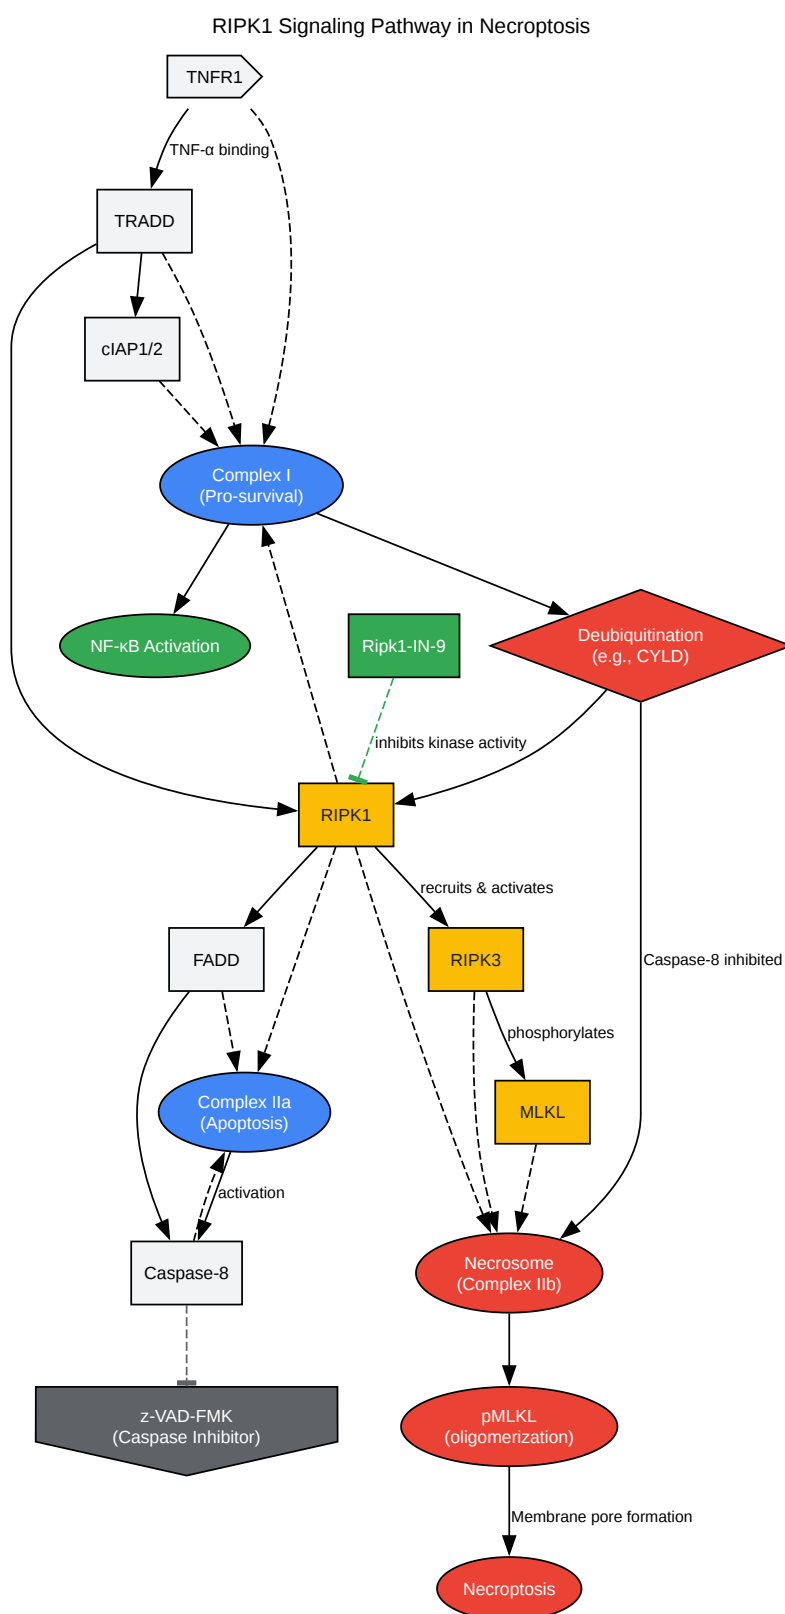 RIPK1 Signaling Pathway in Necroptosis
TNFR1
TNF-α binding
TRADD
cIAP1/2
Complex I
(Pro-survival)
NF-κB Activation
Ripk1-IN-9
Deubiquitination
(e.g., CYLD)
inhibits kinase activity
RIPK1
recruits & activates
FADD
RIPK3
Caspase-8 inhibited
phosphorylates
Complex IIa
(Apoptosis)
MLKL
activation
Caspase-8
Necrosome
(Complex IIb)
z-VAD-FMK
(Caspase Inhibitor)
pMLKL
(oligomerization)
Membrane pore formation
Necroptosis